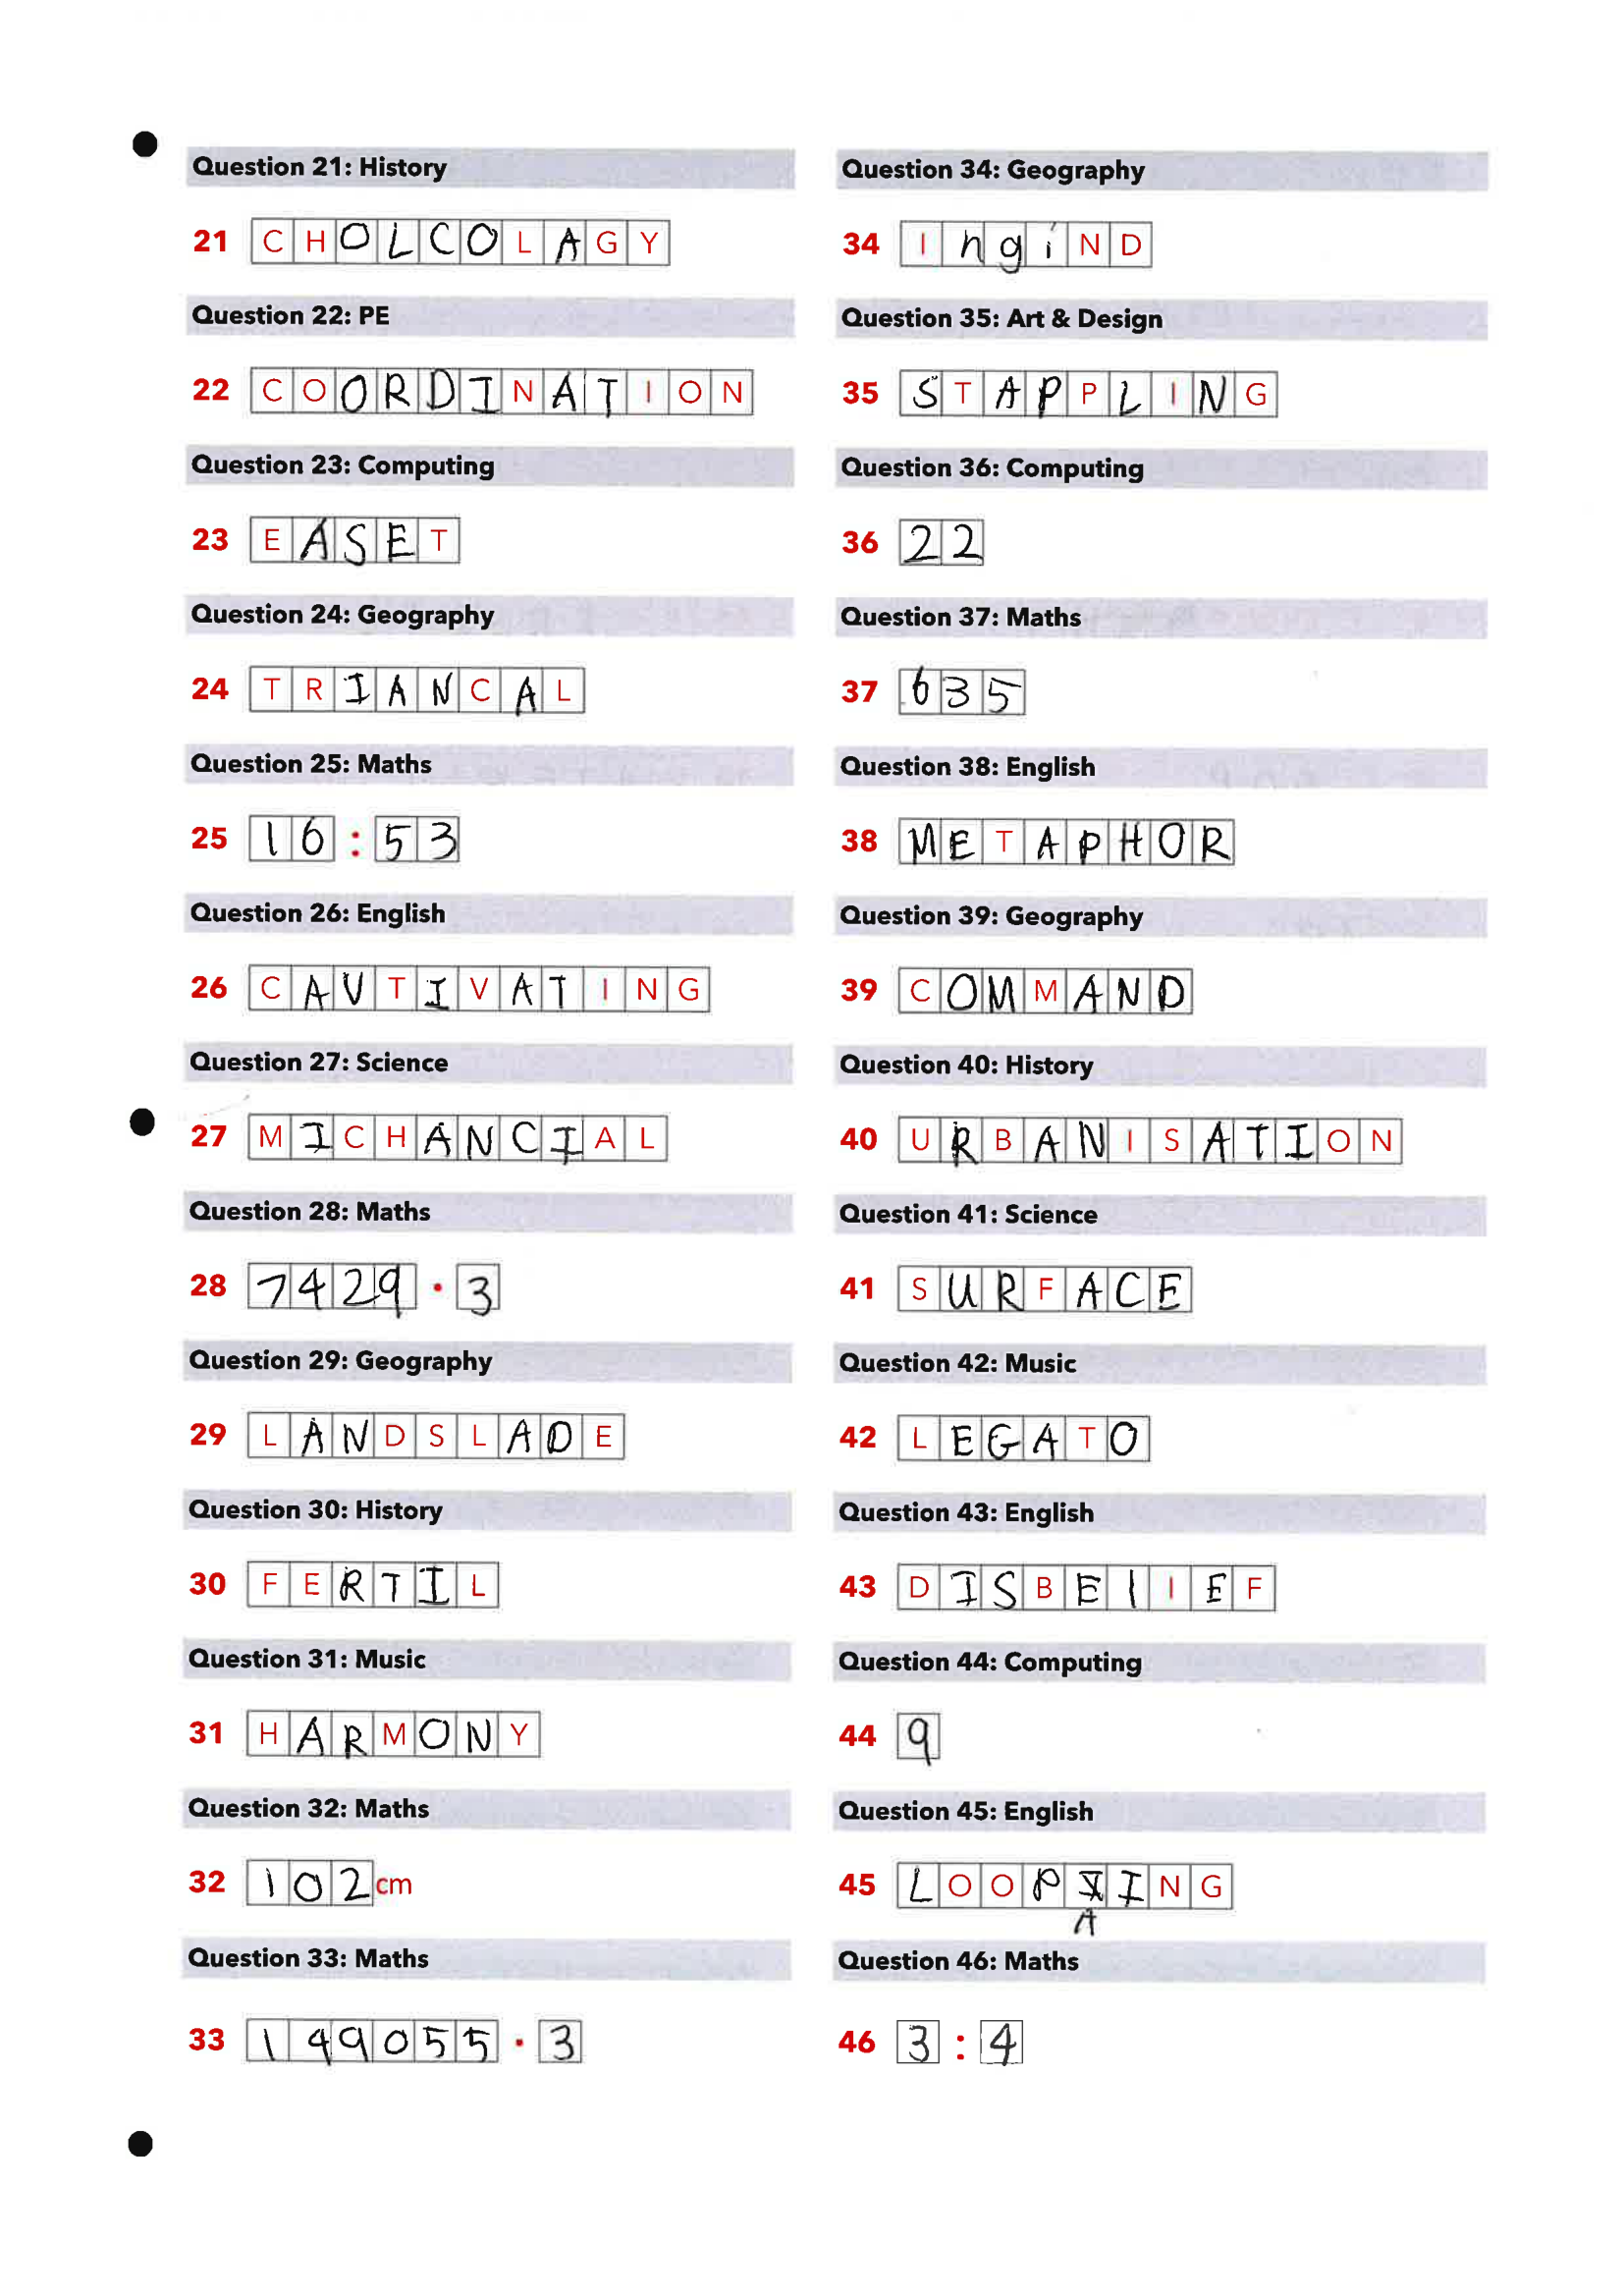 Question 21: History
21 CHOLCOLAGY
Question 22: PE
22 COORDINATION
Question 23: Computing
23 EASET
Question 24: Geography
24 TRIANCAL
Question 25: Maths
25 16:53
Question 26: English
26 CAUTIVATING
Question 27: Science
27 MICHANCIAL
Question 28: Maths
28 7429.3
Question 29: Geography
29 LANDSLADE
Question 30: History
30 FERTIL
Question 31: Music
31 HARMONY
Question 32: Maths
32 102cm
Question 33: Maths
33 149055.3
Question 34: Geography
34 IngiND
Question 35: Art & Design
35 STAPPLING
Question 36: Computing
36 22
Question 37: Maths
37 635
Question 38: English
38 METAPHOR
Question 39: Geography
39 COMMAND
Question 40: History
40 URBANISATION
Question 41: Science
41 SURFACE
Question 42: Music
42 LEGATO
Question 43: English
43 DISBElIEF
Question 44: Computing
44 9
Question 45: English
45 LOOPAING
Question 46: Maths
46 3:4